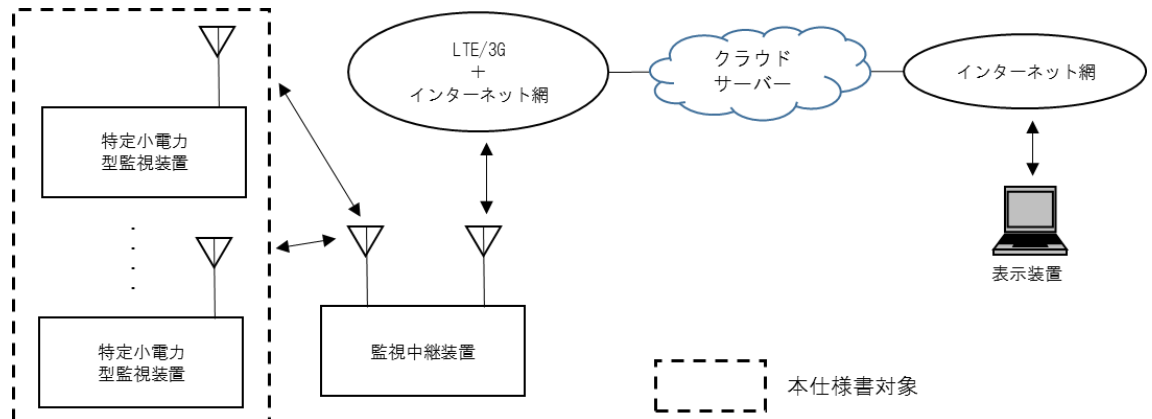 LTE/3G
＋
インターネット網
クラウド
サーバー
インターネット網
特定小電力
型監視装置
特定小電力
型監視装置
監視中継装置
表示装置
本仕様書対象